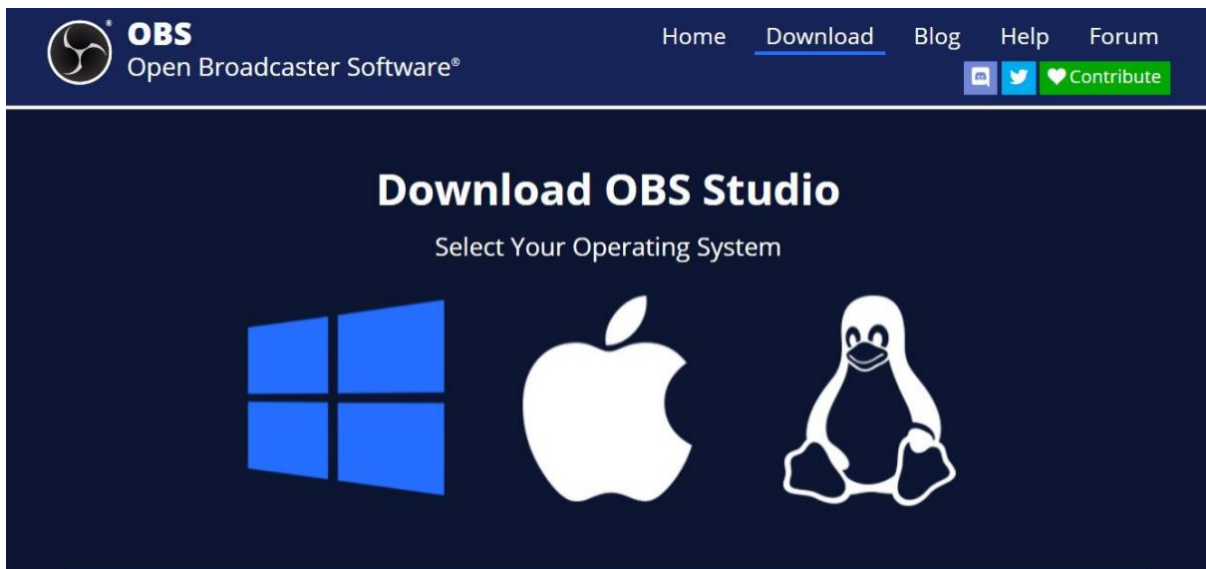 OBS
Open Broadcaster Software®
Home Download Blog Help Forum
Contribute
Download OBS Studio
Select Your Operating System